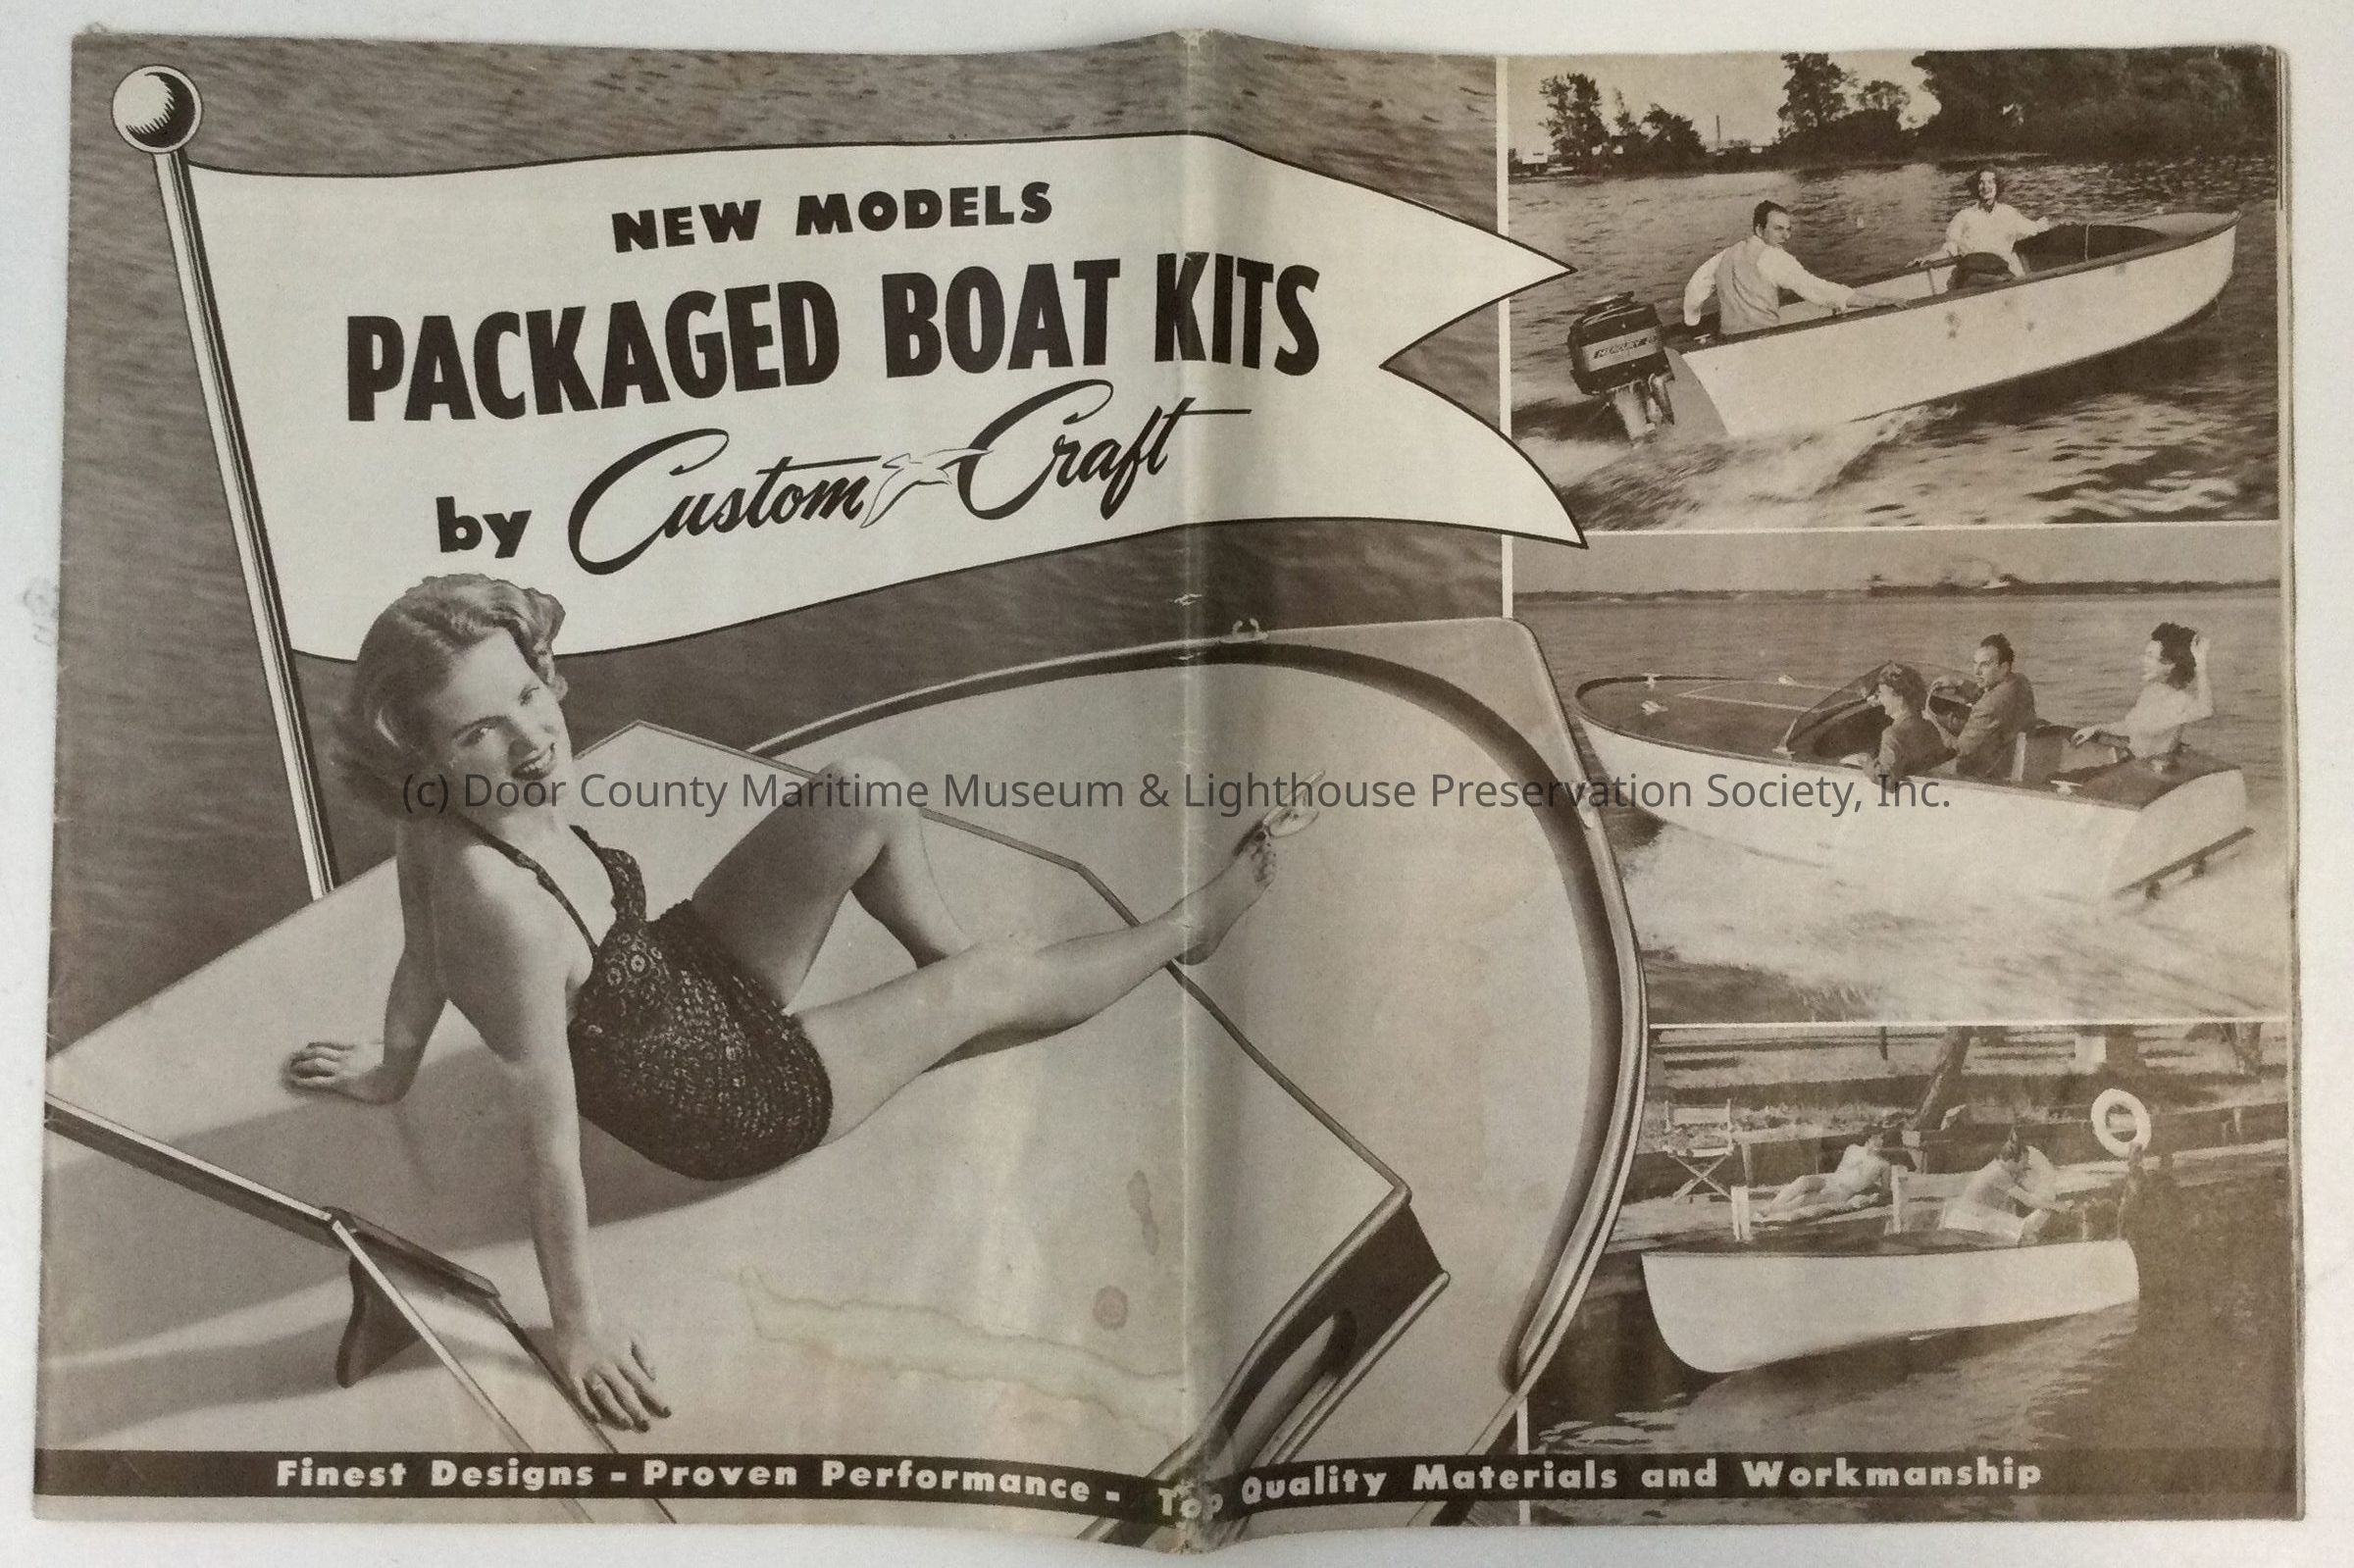 NEW MODELS
PACKAGED BOAT KITS
by Custom Craft
MERCURY
(c) Door County Maritime Museum & Lighthouse Preservation Society, Inc.
Finest Designs - Proven Performance - Top Quality Materials and Workmanship